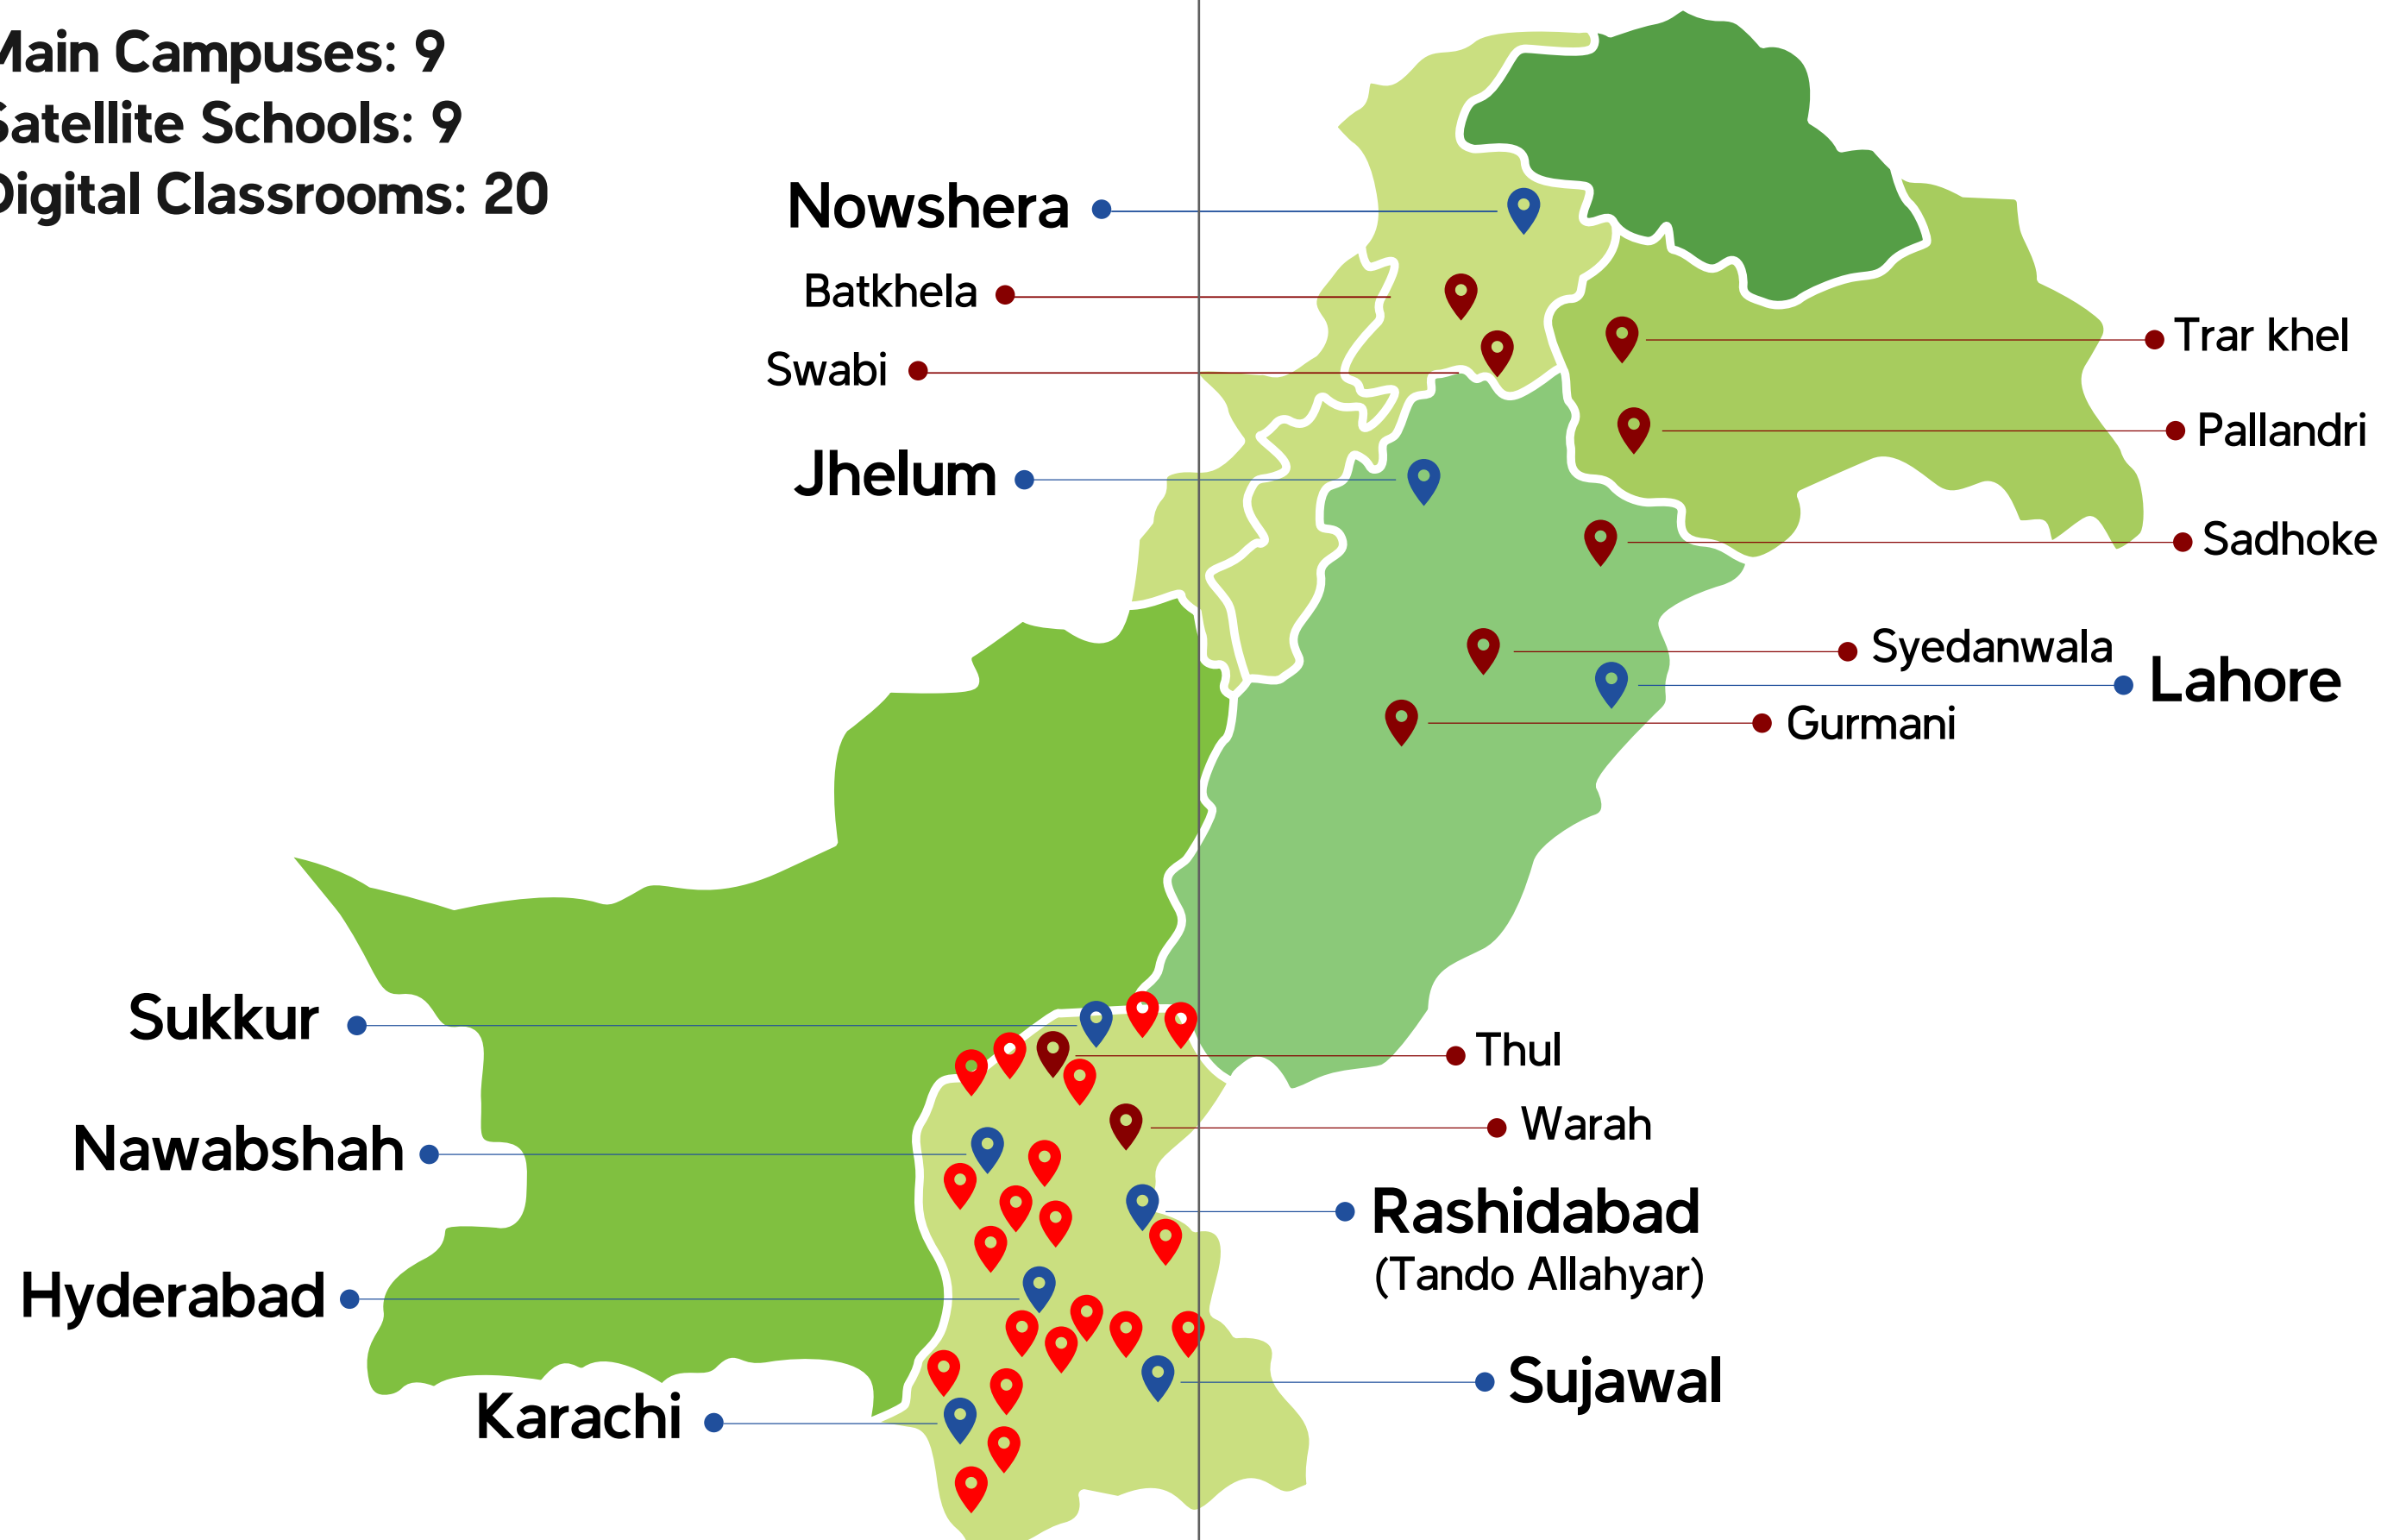 Main Campuses: 9
Satellite Schools: 9
Digital Classrooms: 20
Nowshera
Batkhela
Swabi
Jhelum
Trar khel
Pallandri
Sadhoke
Syedanwala
Lahore
Gurmani
Sukkur
Nawabshah
Hyderabad
Karachi
Thul
Warah
Rashidabad
(Tando Allahyar)
Sujawal